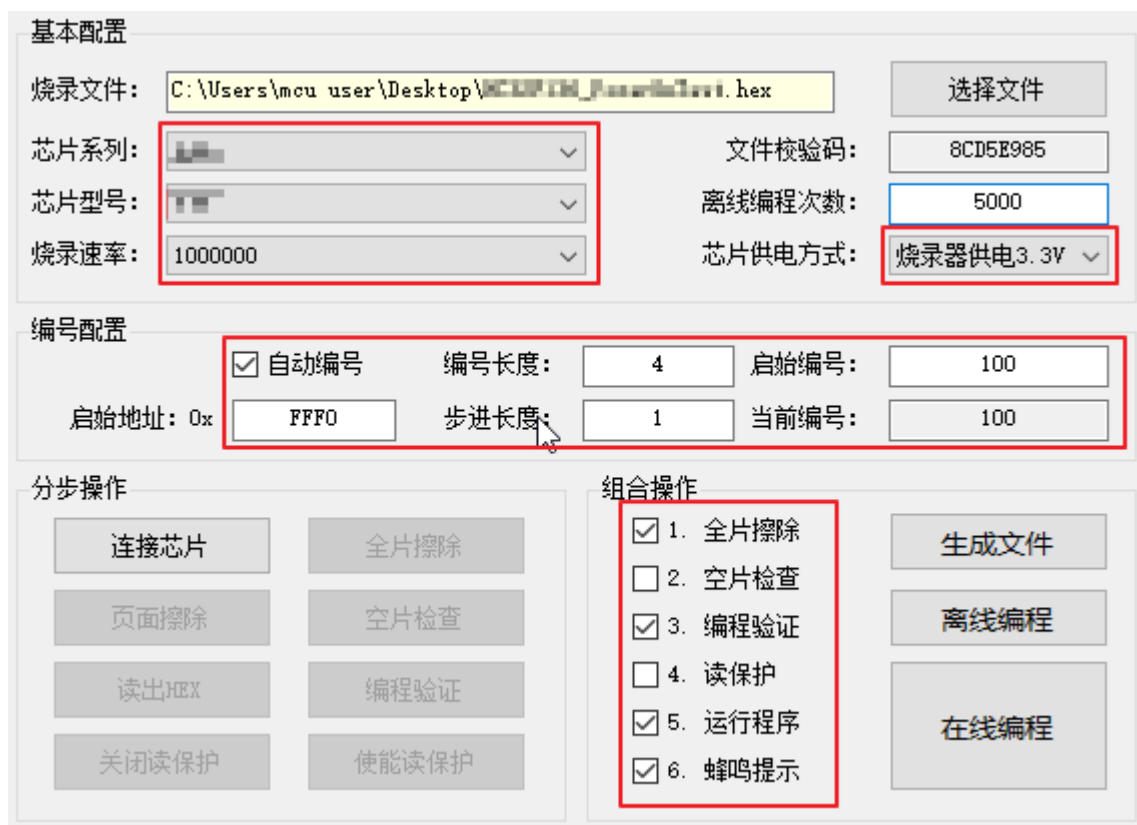 基本配置
烧录文件： C:\Users\mcu user\Desktop\ .hex 选择文件
芯片系列： 文件校验码： 8CD5E985
芯片型号： 离线编程次数： 5000
烧录速率： 1000000 芯片供电方式： 烧录器供电3.3V
编号配置
自动编号 编号长度： 4 启始编号： 100
启始地址：0x FFF0 步进长度： 1 当前编号： 100
分步操作 组合操作
连接芯片 全片擦除 1. 全片擦除 生成文件
页面擦除 空片检查 2. 空片检查 离线编程
3. 编程验证
读出HEX 编程验证 4. 读保护 在线编程
5. 运行程序
关闭读保护 使能读保护 6. 蜂鸣提示